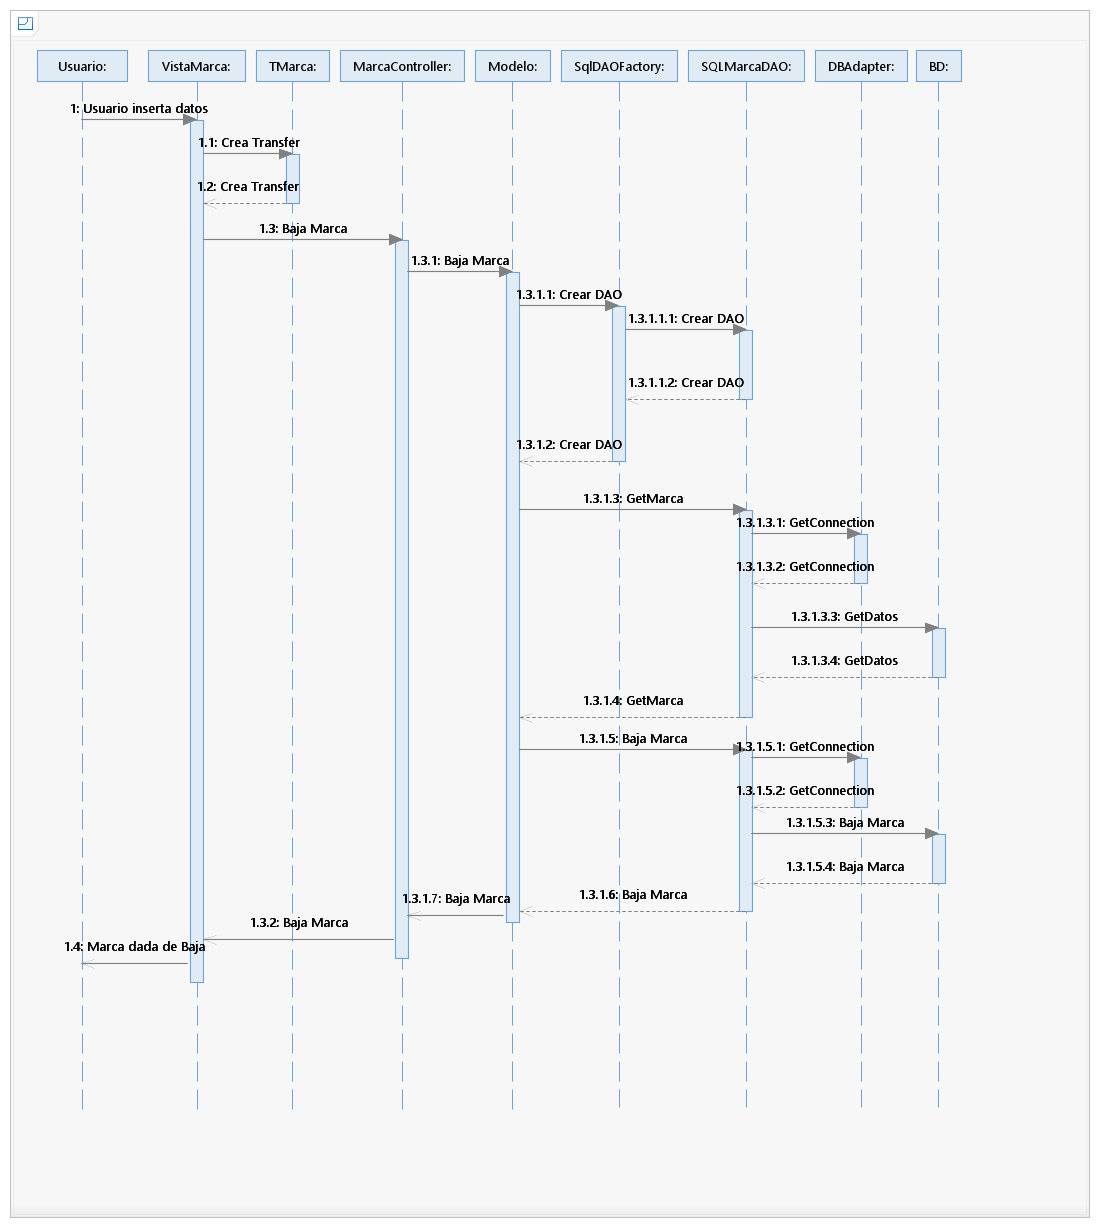 Usuario:
VistaMarca:
TMarca:
MarcaController:
Modelo:
SqlDAOFactory:
SQLMarcaDAO:
DBAdapter:
BD:
1: Usuario inserta datos
1.1: Crea Transfer
1.2: Crea Transfer
1.3: Baja Marca
1.3.1: Baja Marca
1.3.1.1: Crear DAO
1.3.1.1.1: Crear DAO
1.3.1.1.2: Crear DAO
1.3.1.2: Crear DAO
1.3.1.3: GetMarca
1.3.1.3.1: GetConnection
1.3.1.3.2: GetConnection
1.3.1.3.3: GetDatos
1.3.1.3.4: GetDatos
1.3.1.4: GetMarca
1.3.1.5: Baja Marca
1.3.1.5.1: GetConnection
1.3.1.5.2: GetConnection
1.3.1.5.3: Baja Marca
1.3.1.5.4: Baja Marca
1.3.1.6: Baja Marca
1.3.1.7: Baja Marca
1.3.2: Baja Marca
1.4: Marca dada de Baja